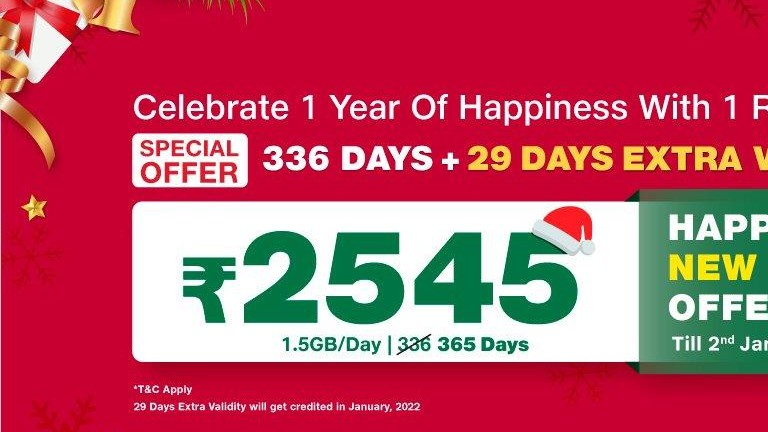 Celebrate 1 Year Of Happiness With 1 R
SPECIAL
OFFER
336 DAYS + 29 DAYS EXTRA V
₹2545
1.5GB/Day | 336 365 Days
HAPP
NEW
OFFE
Till 2nd Jan
*T&C Apply
29 Days Extra Validity will get credited in January, 2022